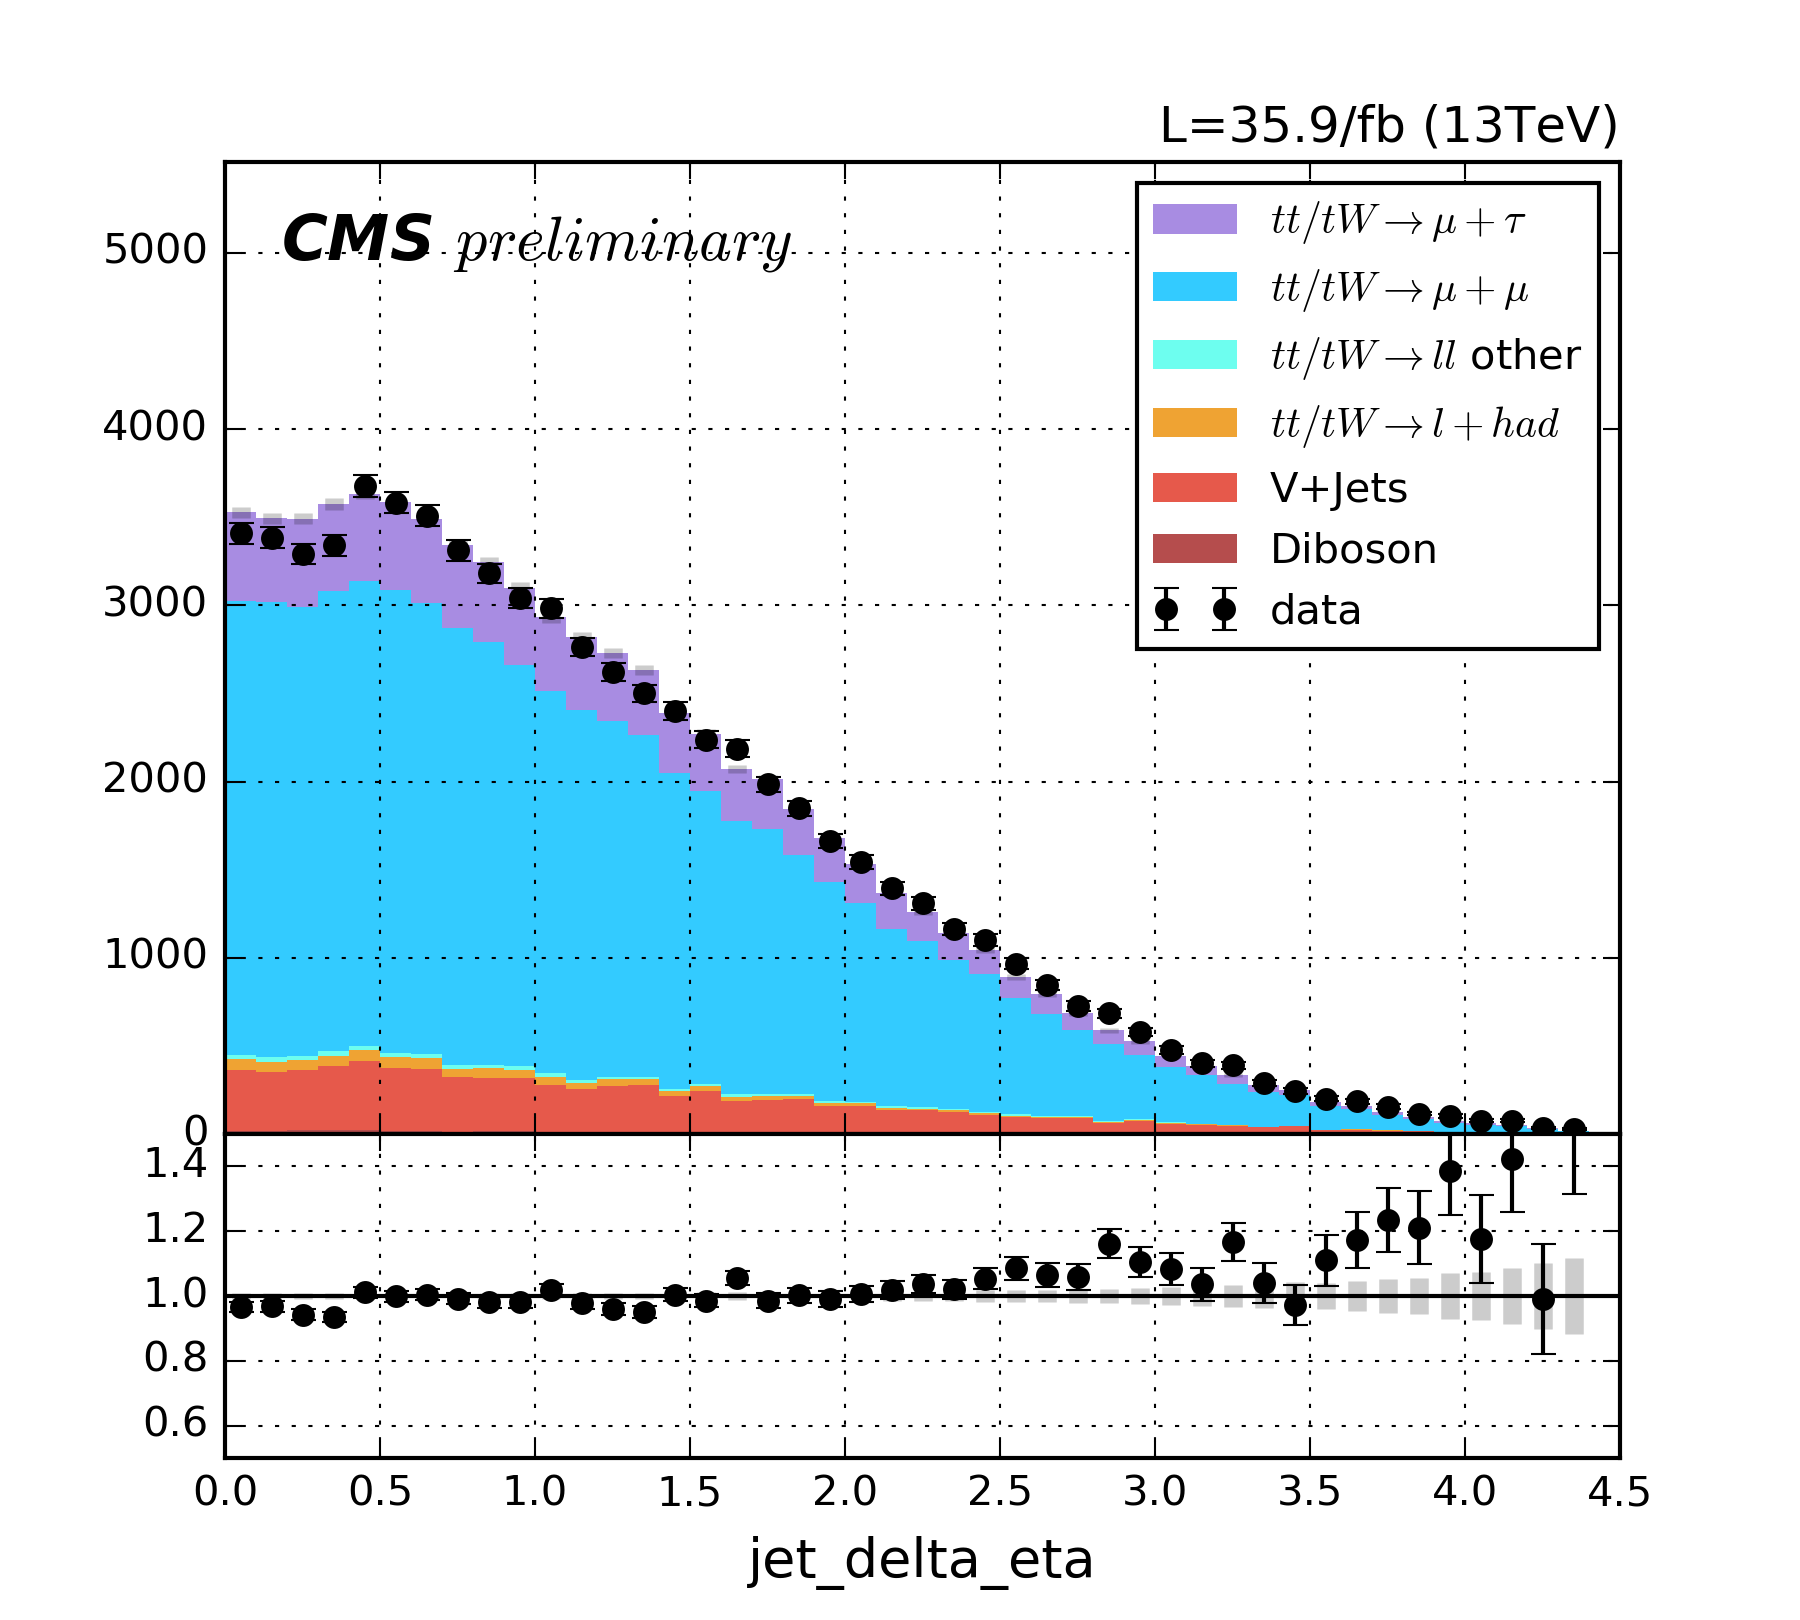 L=35.9/fb (13TeV)
CMS preliminary
tt/tW→μ+τ
tt/tW→μ+μ
tt/tW→ll other
tt/tW→l+had
V+Jets
Diboson
data
5000
4000
3000
2000
1000
0
1.4
1.2
1.0
0.8
0.6
0.0 0.5 1.0 1.5 2.0 2.5 3.0 3.5 4.0 4.5
jet_delta_eta